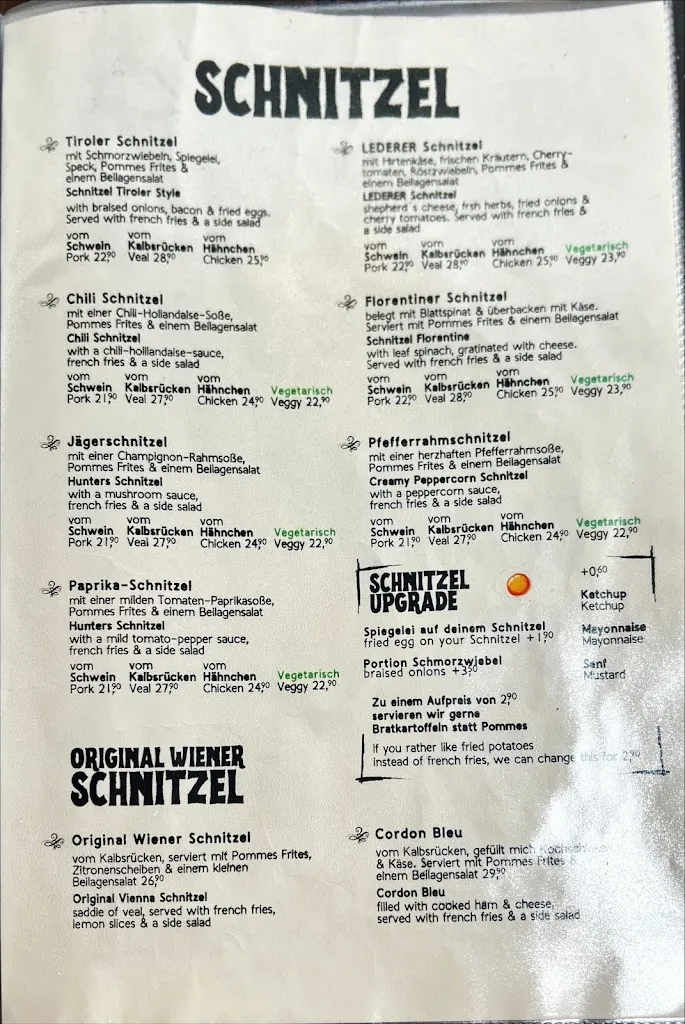 SCHNITZEL
Tiroler Schnitzel
mit Schmorzwiebeln, Spiegelei,
Speck, Pommes Frites &
einem Beilagensalat
Schnitzel Tiroler Style
with braised onions, bacon & fried eggs.
Served with french fries & a side salad
vom vom vom
Schwein Kalbsrücken Hähnchen
Pork 22,90 Veal 28,90 Chicken 25,90
Chili Schnitzel
mit einer Chili-Hollandaise-Soße,
Pommes Frites & einem Beilagensalat
Chili Schnitzel
with a chili-holllandaise-sauce,
french fries & a side salad
vom vom vom
Schwein Kalbsrücken Hähnchen Vegetarisch
Pork 21,90 Veal 27,90 Chicken 24,90 Veggy 22,90
Jägerschnitzel
mit einer Champignon-Rahmsoße,
Pommes Frites & einem Beilagensalat
Hunters Schnitzel
with a mushroom sauce,
french fries & a side salad
vom vom vom
Schwein Kalbsrücken Hähnchen Vegetarisch
Pork 21,90 Veal 27,90 Chicken 24,90 Veggy 22,90
Paprika-Schnitzel
mit einer milden Tomaten-Paprikasoße,
Pommes Frites & einem Beilagensalat
Hunters Schnitzel
with a mild tomato-pepper sauce,
french fries & a side salad
vom vom vom
Schwein Kalbsrücken Hähnchen Vegetarisch
Pork 21,90 Veal 27,90 Chicken 24,90 Veggy 22,90
LEDERER Schnitzel
mit Hirtenkäse, frischen Kräutern, Cherry-
tomaten, Röstzwiebeln, Pommes Frites &
einem Beilagensalat
LEDERER Schnitzel
shepherd´s cheese, frsh herbs, fried onions &
cherry tomatoes. Served with french fries &
a side salad
vom vom vom
Schwein Kalbsrücken Hähnchen Vegetarisch
Pork 22,90 Veal 28,90 Chicken 25,90 Veggy 23,90
Florentiner Schnitzel
belegt mit Blattspinat & überbacken mit Käse.
Serviert mit Pommes Frites & einem Beilagensalat
Schnitzel Florentine
with leaf spinach, gratinated with cheese.
Served with french fries & a side salad
vom vom vom
Schwein Kalbsrücken Hähnchen Vegetarisch
Pork 22,90 Veal 28,90 Chicken 25,90 Veggy 23,90
Pfefferrahmschnitzel
mit einer herzhaften Pfefferrahmsoße,
Pommes Frites & einem Beilagensalat
Creamy Peppercorn Schnitzel
with a peppercorn sauce,
french fries & a side salad
vom vom vom
Schwein Kalbsrücken Hähnchen Vegetarisch
Pork 21,90 Veal 27,90 Chicken 24,90 Veggy 22,90
SCHNITZEL
UPGRADE
Spiegelei auf deinem Schnitzel
fried egg on your Schnitzel +1,90
Portion Schmorzwiebel
braised onions +3,50
+0,60
Ketchup
Ketchup
Mayonnaise
Mayonnaise
Senf
Mustard
Zu einem Aufpreis von 2,90
servieren wir gerne
Bratkartoffeln statt Pommes
If you rather like fried potatoes
instead of french fries, we can change this for 2,90
ORIGINAL WIENER
SCHNITZEL
Original Wiener Schnitzel
vom Kalbsrücken, serviert mit Pommes Frites,
Zitronenscheiben & einem kleinen
Beilagensalat 26,90
Original Vienna Schnitzel
saddle of veal, served with french fries,
lemon slices & a side salad
Cordon Bleu
vom Kalbsrücken, gefüllt mich Kochschinken
& Käse. Serviert mit Pommes Frites
einem Beilagensalat 29,90
Cordon Bleu
filled with cooked ham & cheese,
served with french fries & a side salad